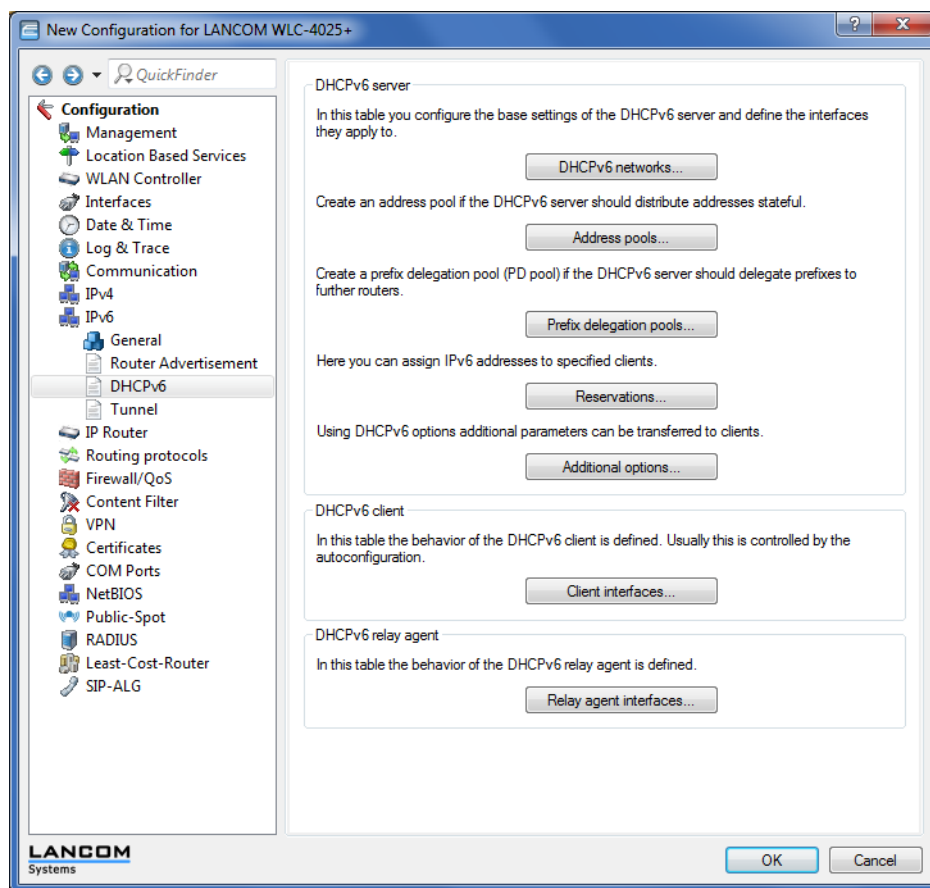 New Configuration for LANCOM WLC-4025+
QuickFinder
Configuration
Management
Location Based Services
WLAN Controller
Interfaces
Date & Time
Log & Trace
Communication
IPv4
IPv6
General
Router Advertisement
DHCPv6
Tunnel
IP Router
Routing protocols
Firewall/QoS
Content Filter
VPN
Certificates
COM Ports
NetBIOS
Public-Spot
RADIUS
Least-Cost-Router
SIP-ALG
DHCPv6 server
In this table you configure the base settings of the DHCPv6 server and define the interfaces
they apply to.
DHCPv6 networks...
Create an address pool if the DHCPv6 server should distribute addresses stateful.
Address pools...
Create a prefix delegation pool (PD pool) if the DHCPv6 server should delegate prefixes to
further routers.
Prefix delegation pools...
Here you can assign IPv6 addresses to specified clients.
Reservations...
Using DHCPv6 options additional parameters can be transferred to clients.
Additional options...
DHCPv6 client
In this table the behavior of the DHCPv6 client is defined. Usually this is controlled by the
autoconfiguration.
Client interfaces...
DHCPv6 relay agent
In this table the behavior of the DHCPv6 relay agent is defined.
Relay agent interfaces...
LANCOM
Systems
OK
Cancel